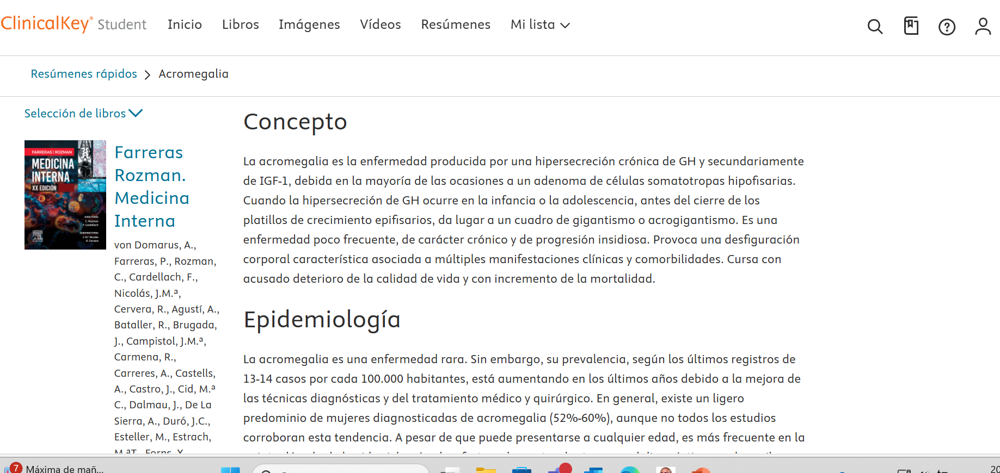 ClinicalKey® Student
Inicio
Libros
Imágenes
Vídeos
Resúmenes
Mi lista
Resúmenes rápidos
Acromegalia
Selección de libros
FARRERAS | ROZMAN
MEDICINA
INTERNA
XX EDICIÓN
DIRECTORES
C. Rozman
F. Cardellach
SUBDIRECTORES
J. M.ª Nicolás
R. Cervera
Farreras
Rozman.
Medicina
Interna
von Domarus, A.,
Farreras, P., Rozman,
C., Cardellach, F.,
Nicolás, J.M.ª,
Cervera, R., Agustí, A.,
Bataller, R., Brugada,
J., Campistol, J.M.ª,
Carmena, R.,
Carreres, A., Castells,
A., Castro, J., Cid, M.ª
C., Dalmau, J., De La
Sierra, A., Duró, J.C.,
Esteller, M., Estrach,
M.ªT., Forns, X.
Concepto
La acromegalia es la enfermedad producida por una hipersecreción crónica de GH y secundariamente
de IGF-1, debida en la mayoría de las ocasiones a un adenoma de células somatotropas hipofisarias.
Cuando la hipersecreción de GH ocurre en la infancia o la adolescencia, antes del cierre de los
platillos de crecimiento epifisarios, da lugar a un cuadro de gigantismo o acrogigantismo. Es una
enfermedad poco frecuente, de carácter crónico y de progresión insidiosa. Provoca una desfiguración
corporal característica asociada a múltiples manifestaciones clínicas y comorbilidades. Cursa con
acusado deterioro de la calidad de vida y con incremento de la mortalidad.
Epidemiología
La acromegalia es una enfermedad rara. Sin embargo, su prevalencia, según los últimos registros de
13-14 casos por cada 100.000 habitantes, está aumentando en los últimos años debido a la mejora de
las técnicas diagnósticas y del tratamiento médico y quirúrgico. En general, existe un ligero
predominio de mujeres diagnosticadas de acromegalia (52%-60%), aunque no todos los estudios
corroboran esta tendencia. A pesar de que puede presentarse a cualquier edad, es más frecuente en la
7
Máxima de mañ...
20